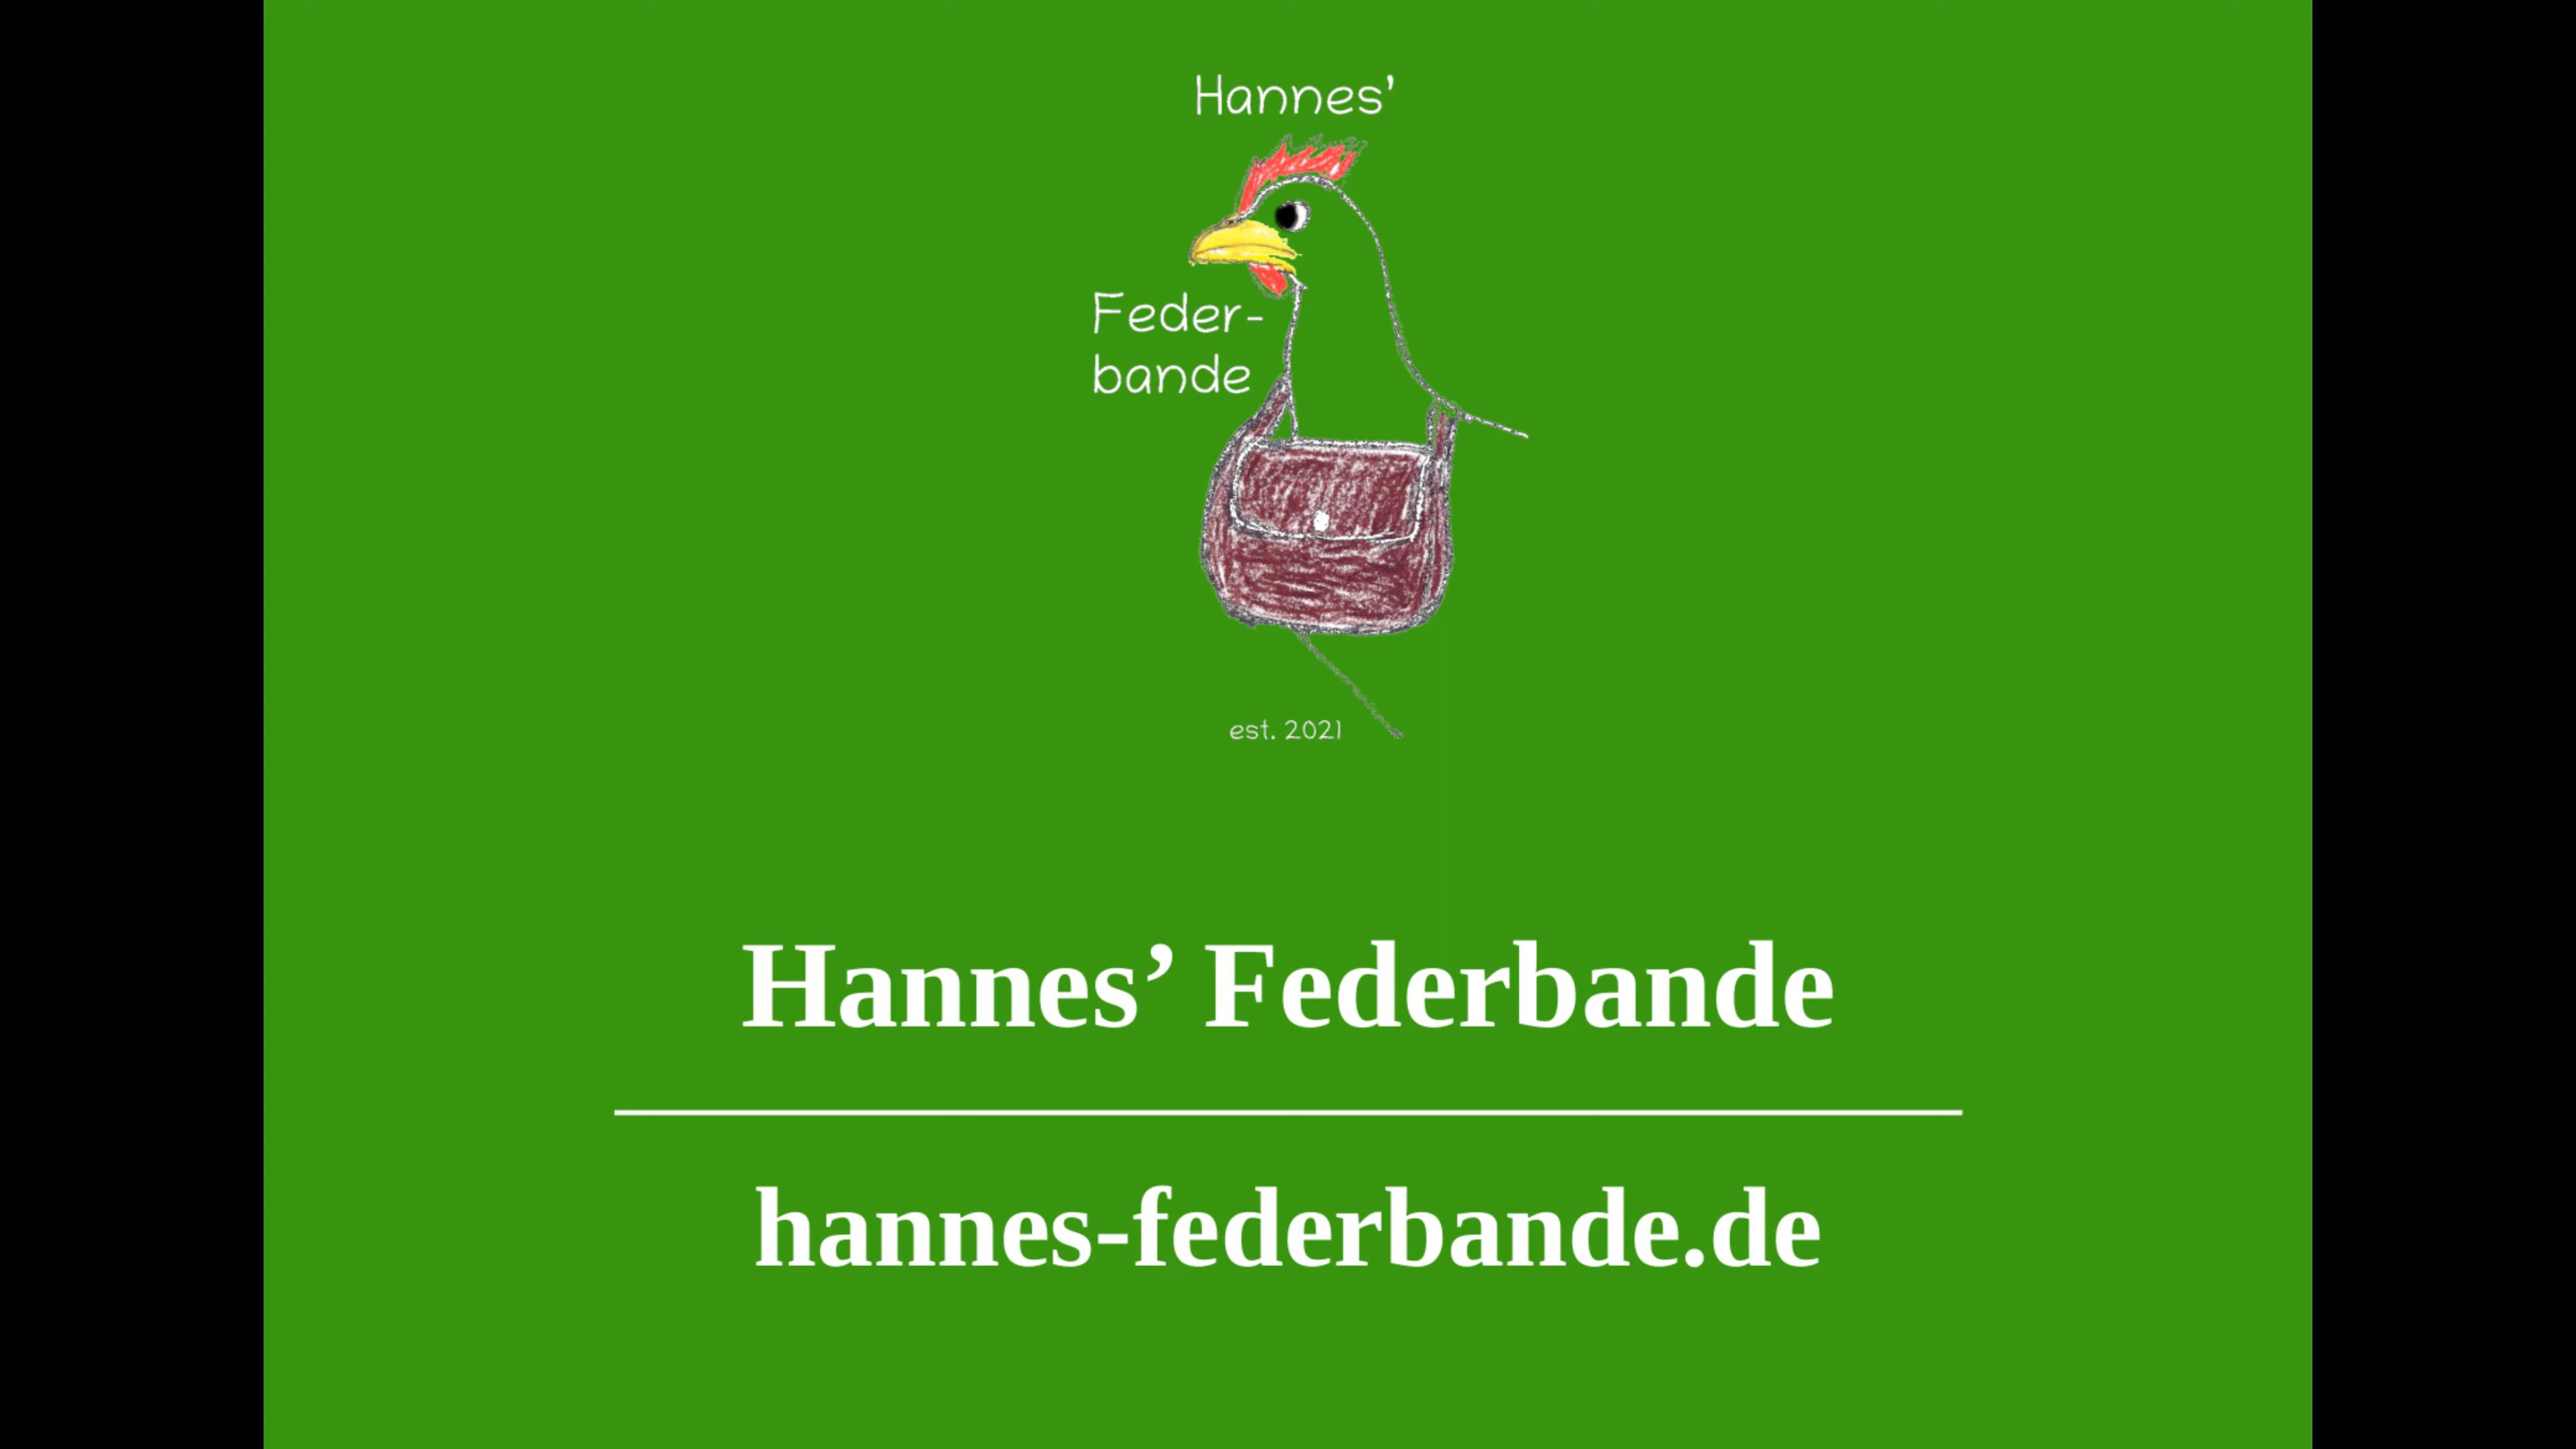 Hannes’
Feder-
bande
est. 2021
Hannes’ Federbande
hannes-federbande.de